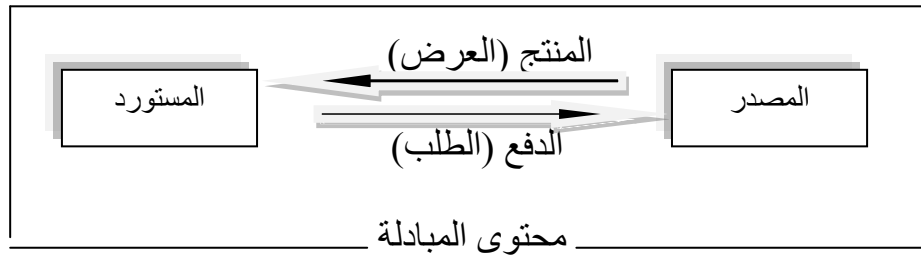 المنتج (العرض)
المصدر
المستورد
الدفع (الطلب)
محتوى المبادلة